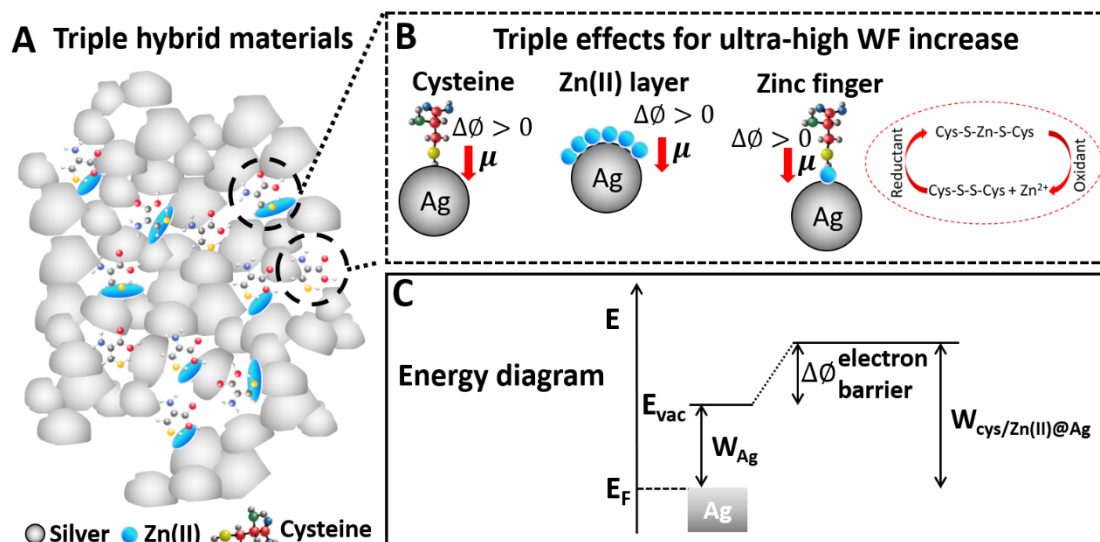 A Triple hybrid materials
Silver Zn(II) Cysteine
B Triple effects for ultra-high WF increase
Cysteine
ΔØ > 0
μ
Ag
Zn(II) layer
ΔØ > 0
μ
Ag
Zinc finger
ΔØ > 0
μ
Ag
Reductant
Cys-S-Zn-S-Cys
Cys-S-S-Cys + Zn²⁺
Oxidant
C
Energy diagram
E
Evac
WAg
EF
Ag
ΔØ electron
barrier
Wcys/Zn(II)@Ag